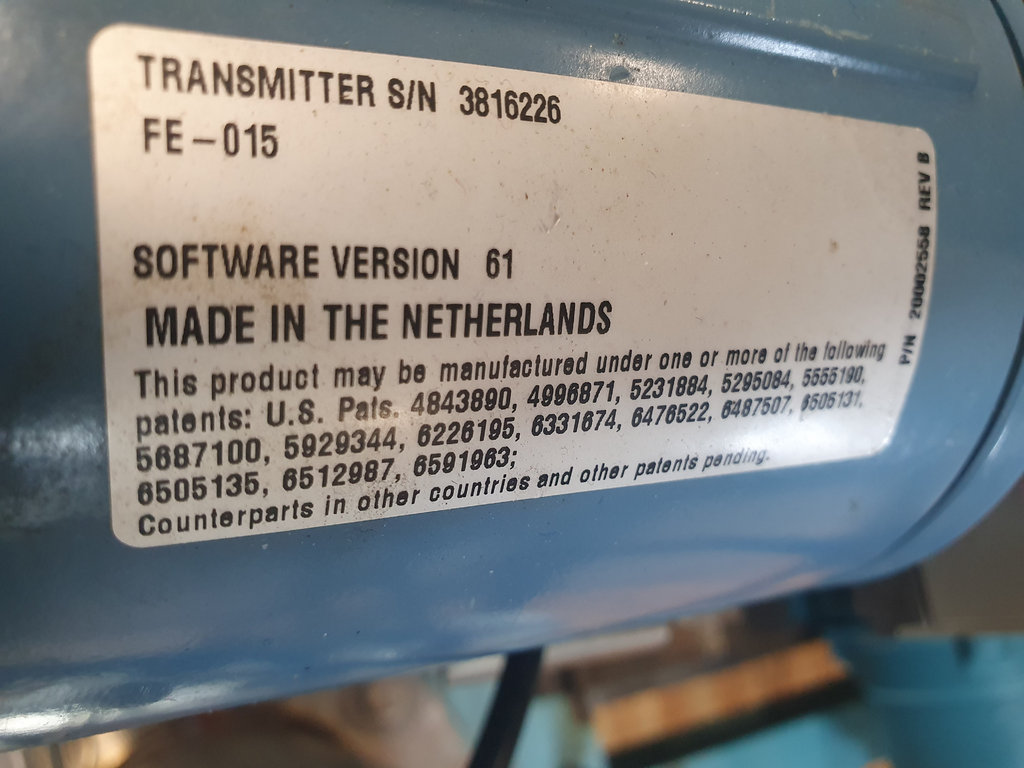 TRANSMITTER S/N 3816226
FE-015
SOFTWARE VERSION 61
MADE IN THE NETHERLANDS
This product may be manufactured under one or more of the following
patents: U.S. Pats. 4843890, 4996871, 5231884, 5295084, 5555190,
5687100, 5929344, 6226195, 6331674, 6476522, 6487507, 6505131,
6505135, 6512987, 6591963;
Counterparts in other countries and other patents pending.
P/N 20002558 REV B